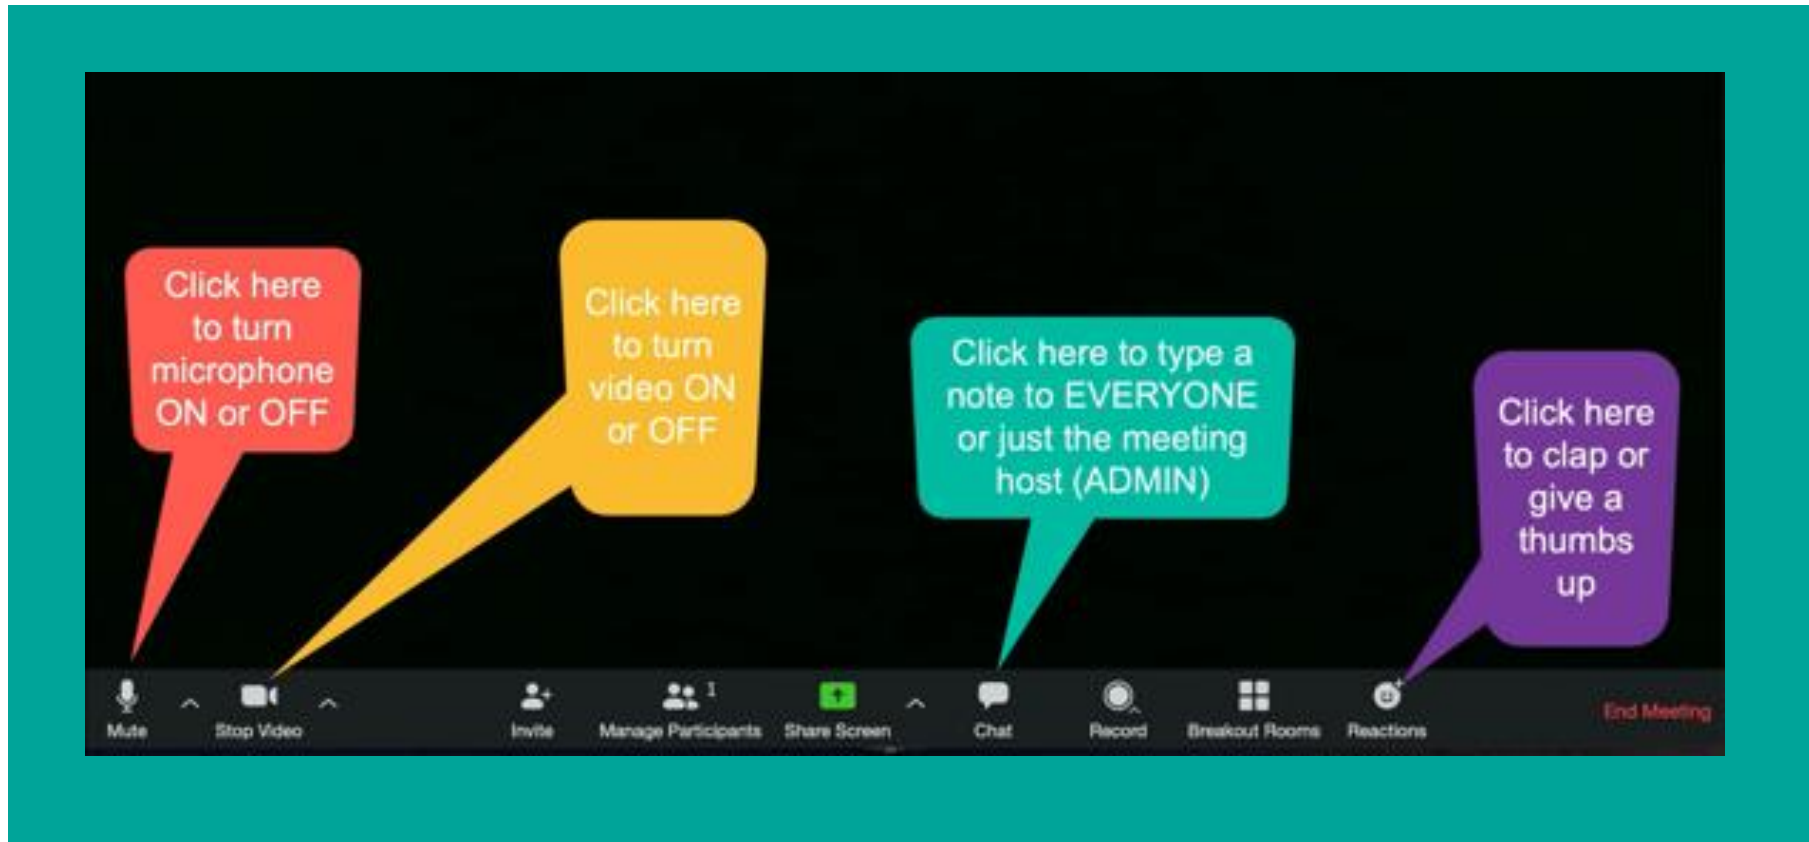 Click here
to turn
microphone
ON or OFF
Click here
to turn
video ON
or OFF
Click here to type a
note to EVERYONE
or just the meeting
host (ADMIN)
Click here
to clap or
give a
thumbs
up
Mute
Stop Video
Invite
1
Manage Participants
Share Screen
Chat
Record
Breakout Rooms
Reactions
End Meeting